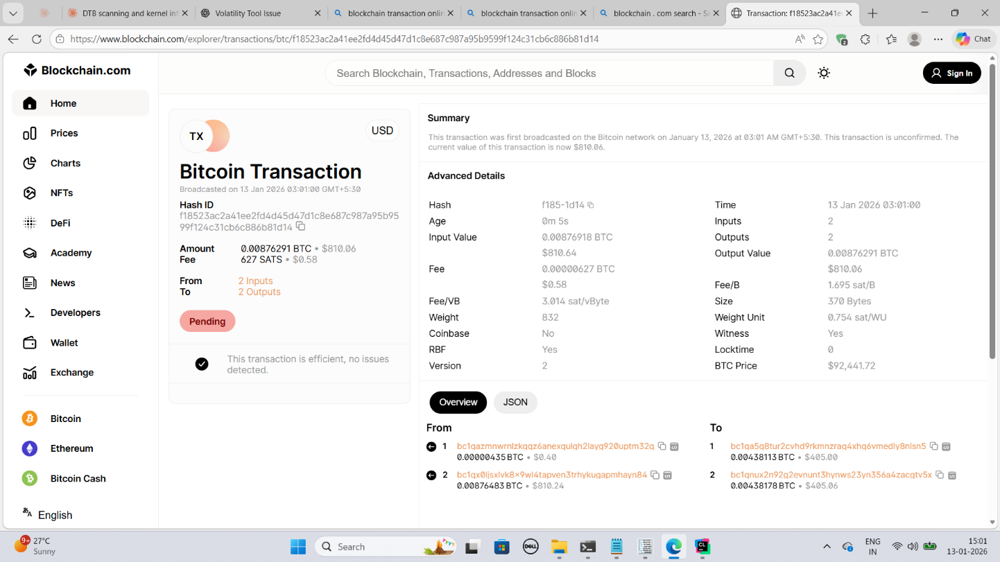 DTB scanning and kernel inf
Volatility Tool Issue
blockchain transaction onlin
blockchain transaction onlin
blockchain . com search - Se
Transaction: f18523ac2a41ee
https://www.blockchain.com/explorer/transactions/btc/f18523ac2a41ee2fd4d45d47d1c8e687c987a95b9599f124c31cb6c886b81d14
2
Chat
Blockchain.com
Search Blockchain, Transactions, Addresses and Blocks
Sign In
Home
Prices
Charts
NFTs
DeFi
Academy
News
Developers
Wallet
Exchange
Bitcoin
Ethereum
Bitcoin Cash
English
TX
USD
Bitcoin Transaction
Broadcasted on 13 Jan 2026 03:01:00 GMT+5:30
Hash ID
f18523ac2a41ee2fd4d45d47d1c8e687c987a95b95
99f124c31cb6c886b81d14
Amount 0.00876291 BTC • $810.06
Fee 627 SATS • $0.58
From 2 Inputs
To 2 Outputs
Pending
This transaction is efficient, no issues
detected.
Summary
This transaction was first broadcasted on the Bitcoin network on January 13, 2026 at 03:01 AM GMT+5:30. This transaction is unconfirmed. The
current value of this transaction is now $810.06.
Advanced Details
Hash f185-1d14
Age 0m 5s
Input Value 0.00876918 BTC
$810.64
Fee 0.00000627 BTC
$0.58
Fee/VB 3.014 sat/vByte
Weight 832
Coinbase No
RBF Yes
Version 2
Time 13 Jan 2026 03:01:00
Inputs 2
Outputs 2
Output Value 0.00876291 BTC
$810.06
Fee/B 1.695 sat/B
Size 370 Bytes
Weight Unit 0.754 sat/WU
Witness Yes
Locktime 0
BTC Price $92,441.72
Overview
JSON
From
1 bc1qazmnwrnlzkgqz6anexqulgh2layg920uptm32q
0.00000435 BTC • $0.40
2 bc1qx0ljsxlvk8x9wl4tapven3trhykugapmhayn84
0.00876483 BTC • $810.24
To
1 bc1qa5g8tur2cvhd9rkmnzraq4xhg6vmedly8nlsn5
0.00438113 BTC • $405.00
2 bc1qnux2n92g2evnunt3hynws23yn356a4zacgtv5x
0.00438178 BTC • $405.06
9+
27°C
Sunny
Search
ENG
IN
15:01
13-01-2026